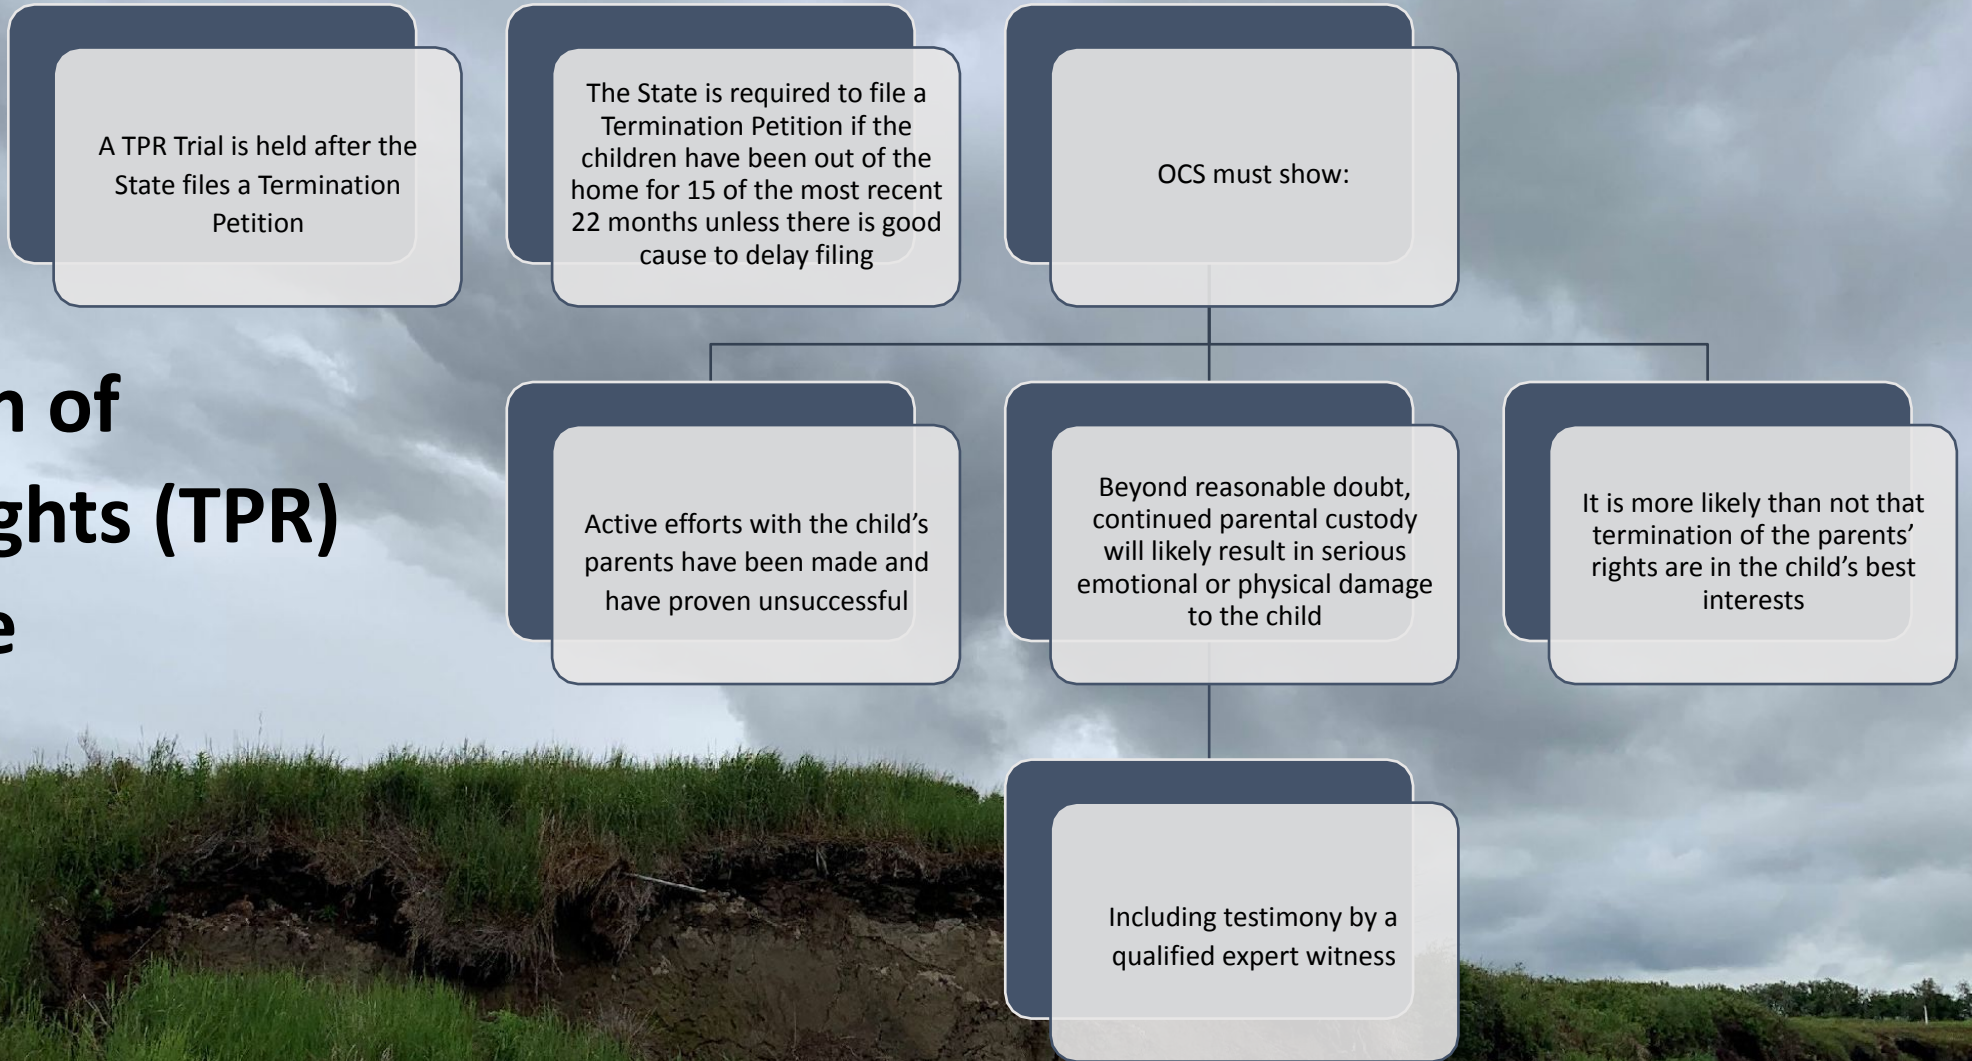 A TPR Trial is held after the
State files a Termination
Petition
The State is required to file a
Termination Petition if the
children have been out of the
home for 15 of the most recent
22 months unless there is good
cause to delay filing
OCS must show:
n of
ghts (TPR)
e
Active efforts with the child’s
parents have been made and
have proven unsuccessful
Beyond reasonable doubt,
continued parental custody
will likely result in serious
emotional or physical damage
to the child
It is more likely than not that
termination of the parents’
rights are in the child’s best
interests
Including testimony by a
qualified expert witness